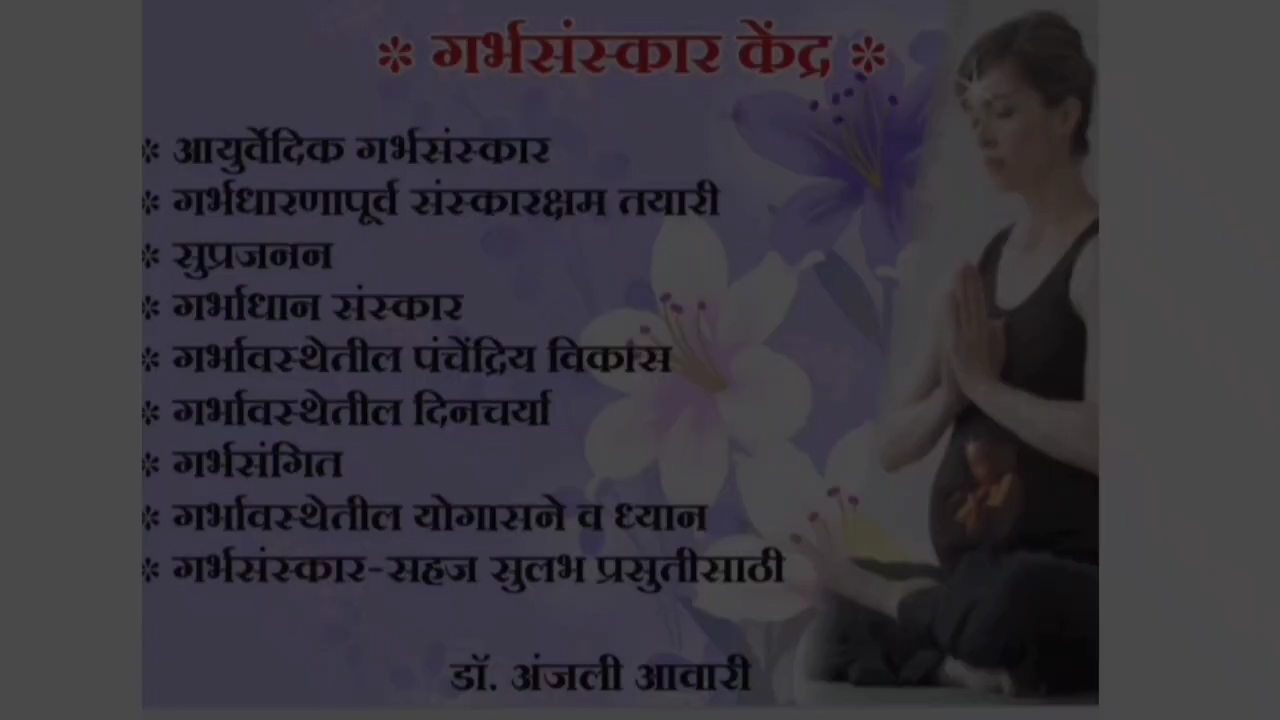 * गर्भसंस्कार केंद्र *
* आयुर्वेदिक गर्भसंस्कार
* गर्भधारणापूर्व संस्कारक्षम तयारी
* सुप्रजनन
* गर्भाधान संस्कार
* गर्भावस्थेतील पंचेंद्रिय विकास
* गर्भावस्थेतील दिनचर्या
* गर्भसंगित
* गर्भावस्थेतील योगासने व ध्यान
* गर्भसंस्कार-सहज सुलभ प्रसुतीसाठी
डॉ. अंजली आवारी